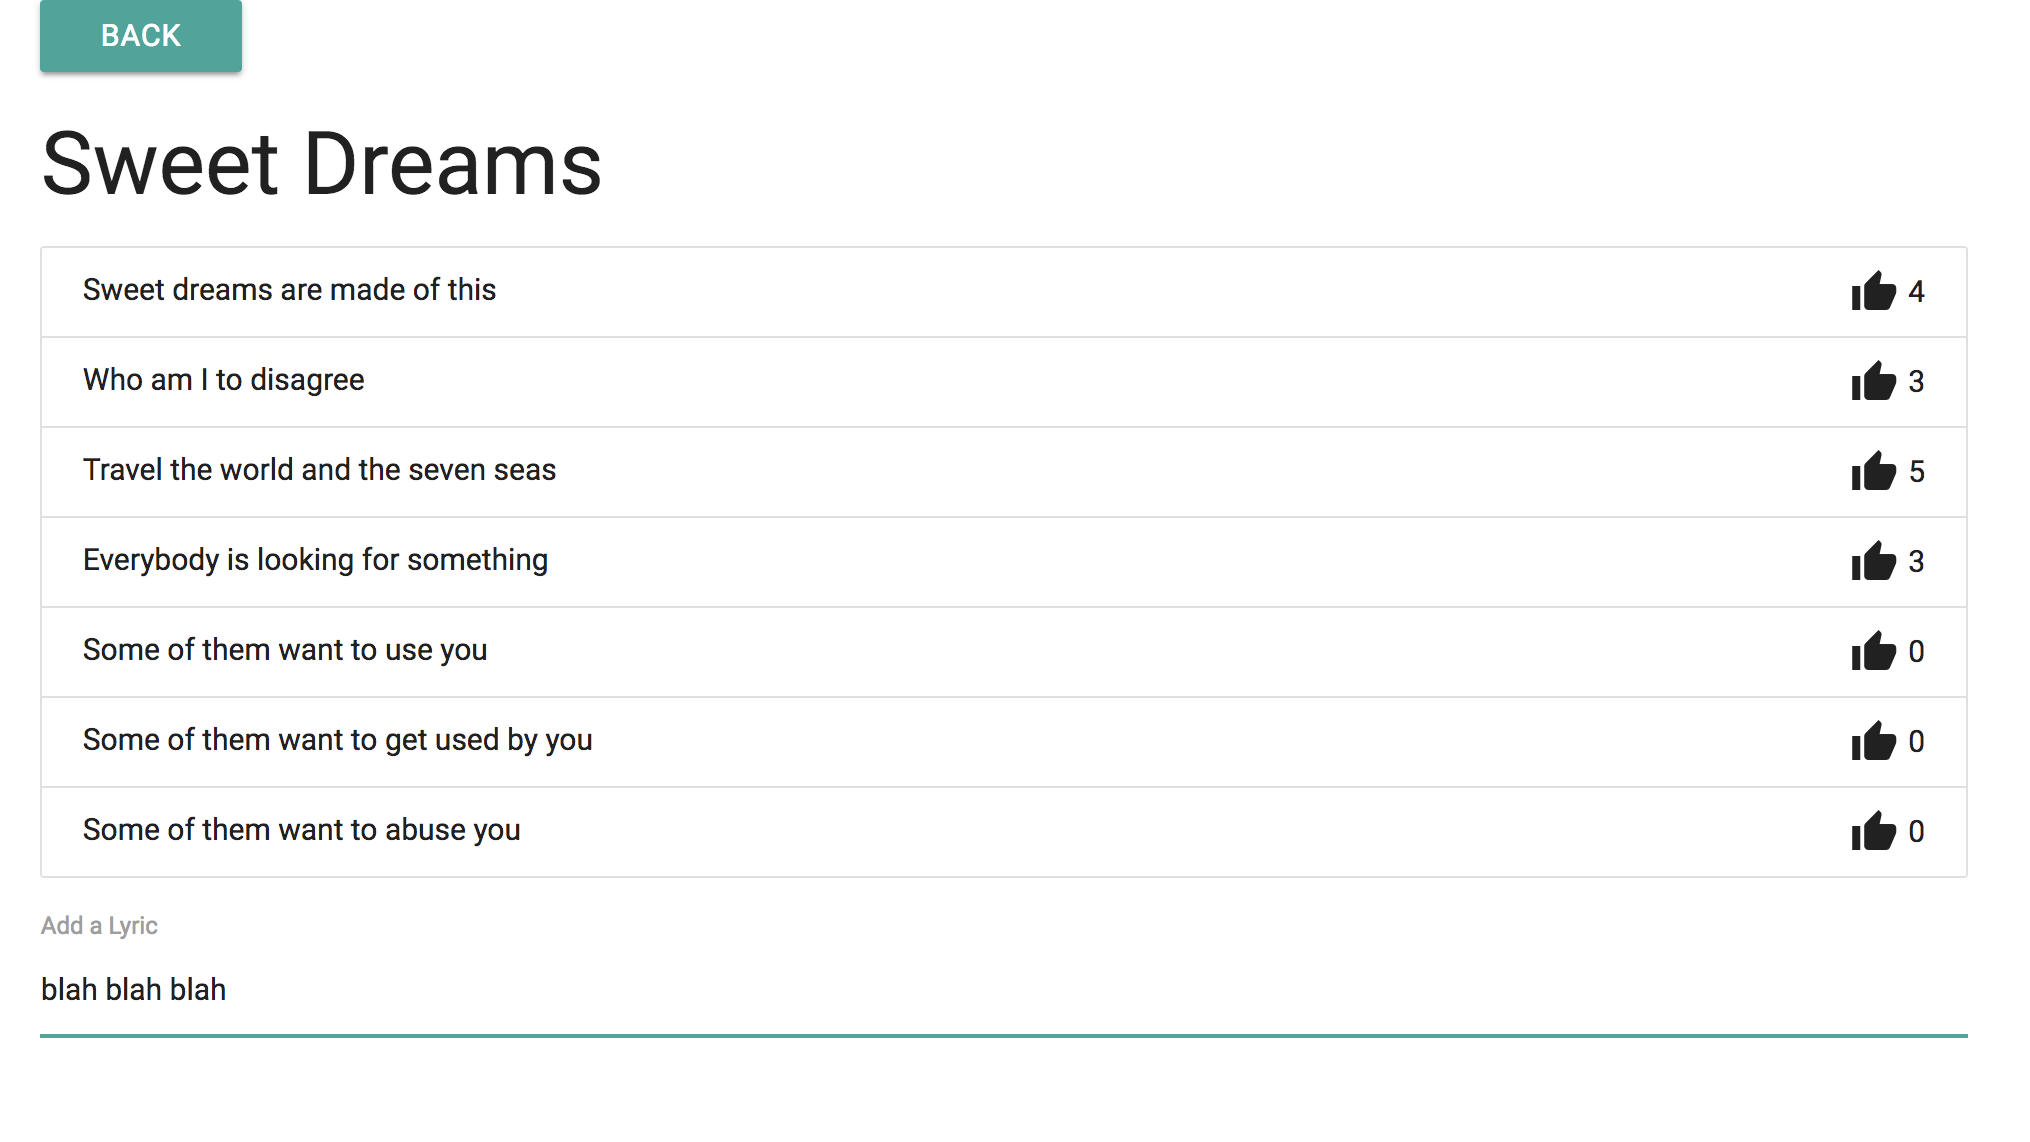 BACK
Sweet Dreams
Sweet dreams are made of this 4
Who am I to disagree 3
Travel the world and the seven seas 5
Everybody is looking for something 3
Some of them want to use you 0
Some of them want to get used by you 0
Some of them want to abuse you 0
Add a Lyric
blah blah blah